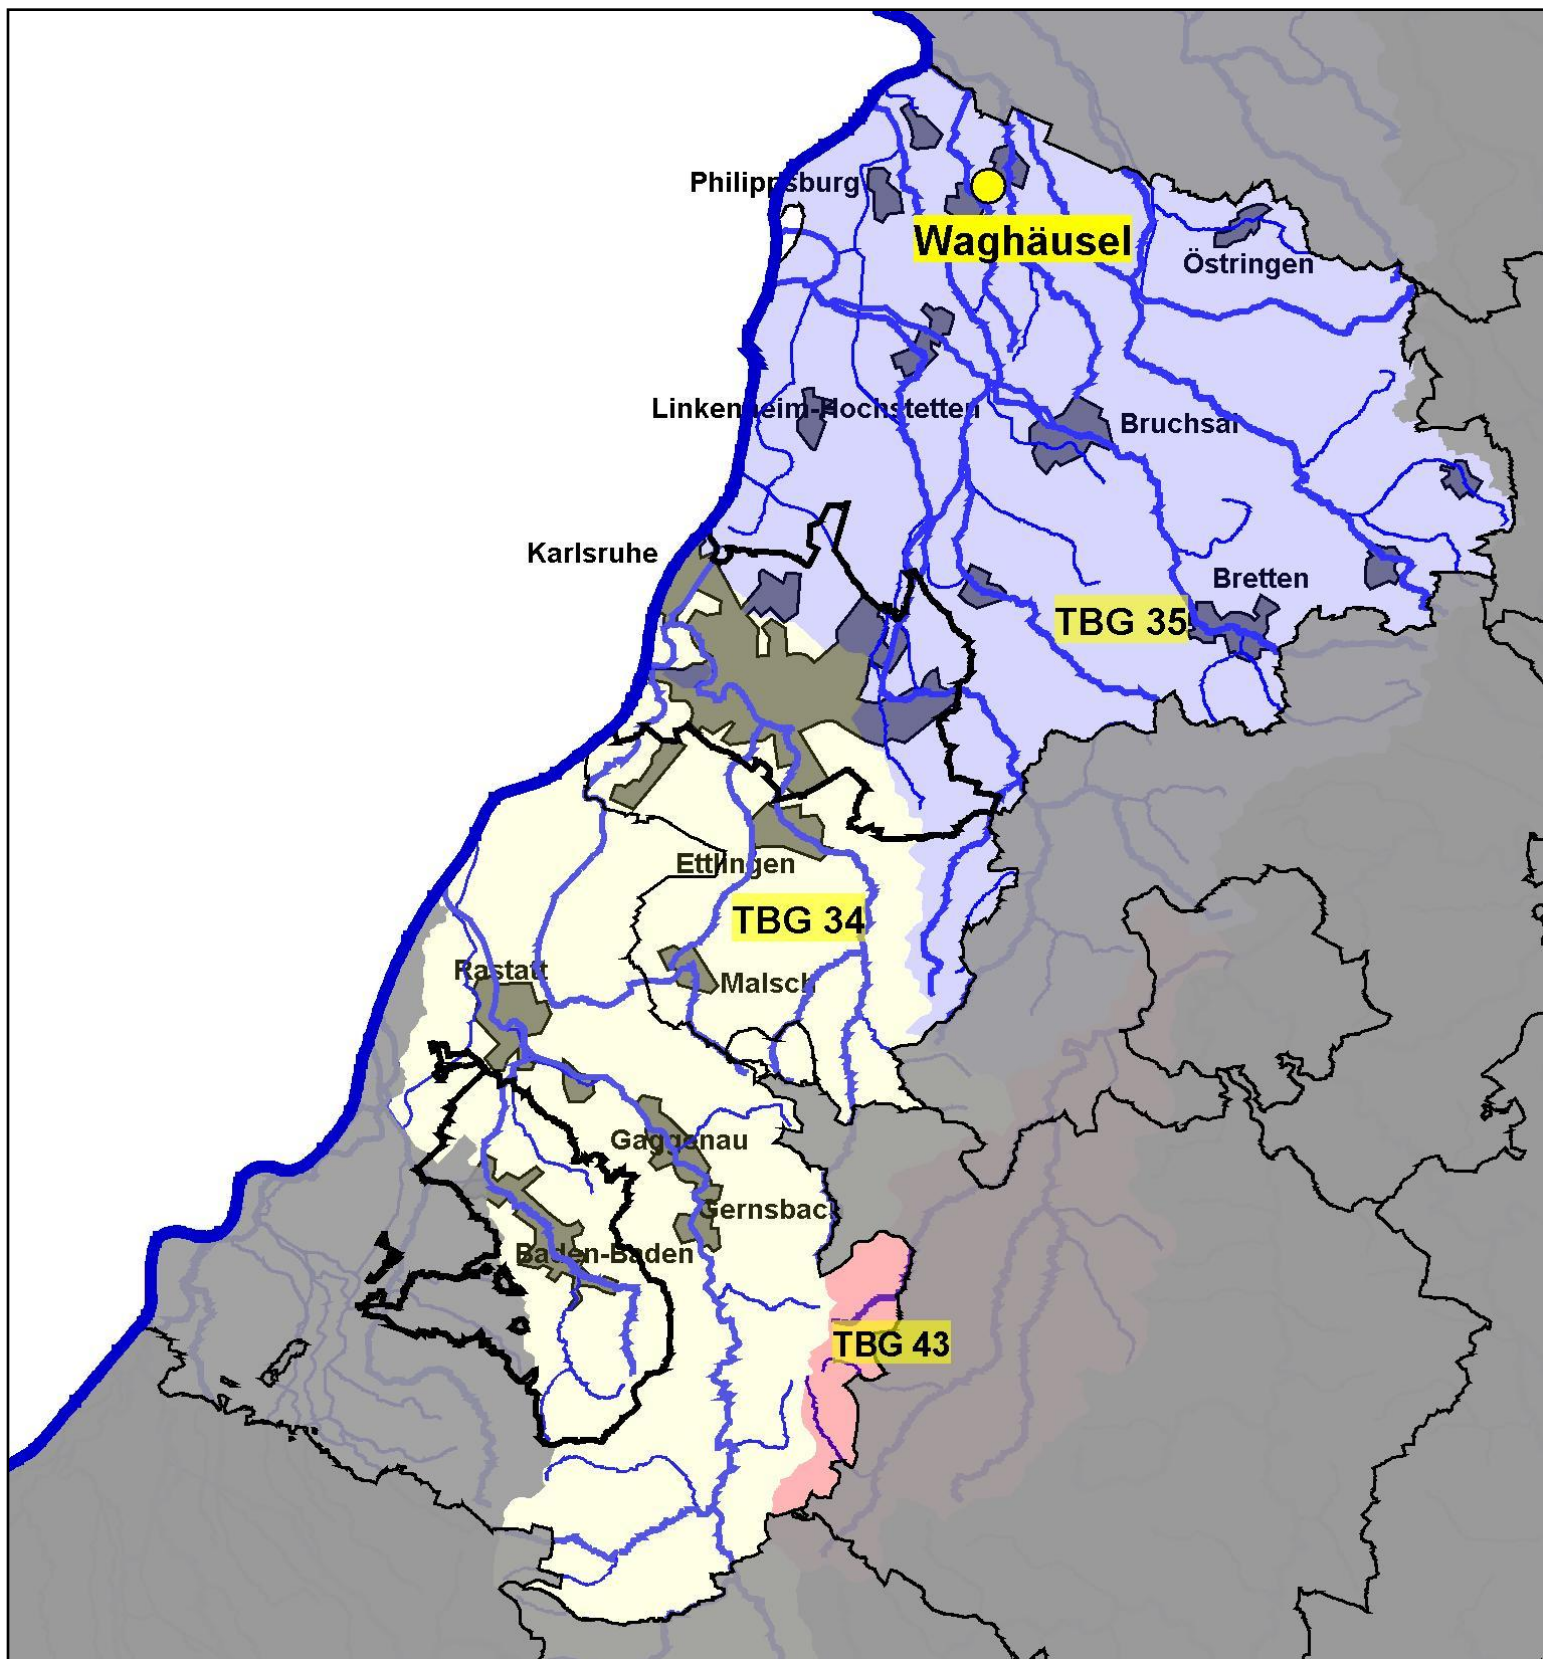 Philippsburg
Waghäusel
Östringen
Linkenheim-Hochstetten
Bruchsal
Karlsruhe
Bretten
TBG 35
Ettlingen
TBG 34
Rastatt
Malsch
Gaggenau
Gernsbach
Baden-Baden
TBG 43